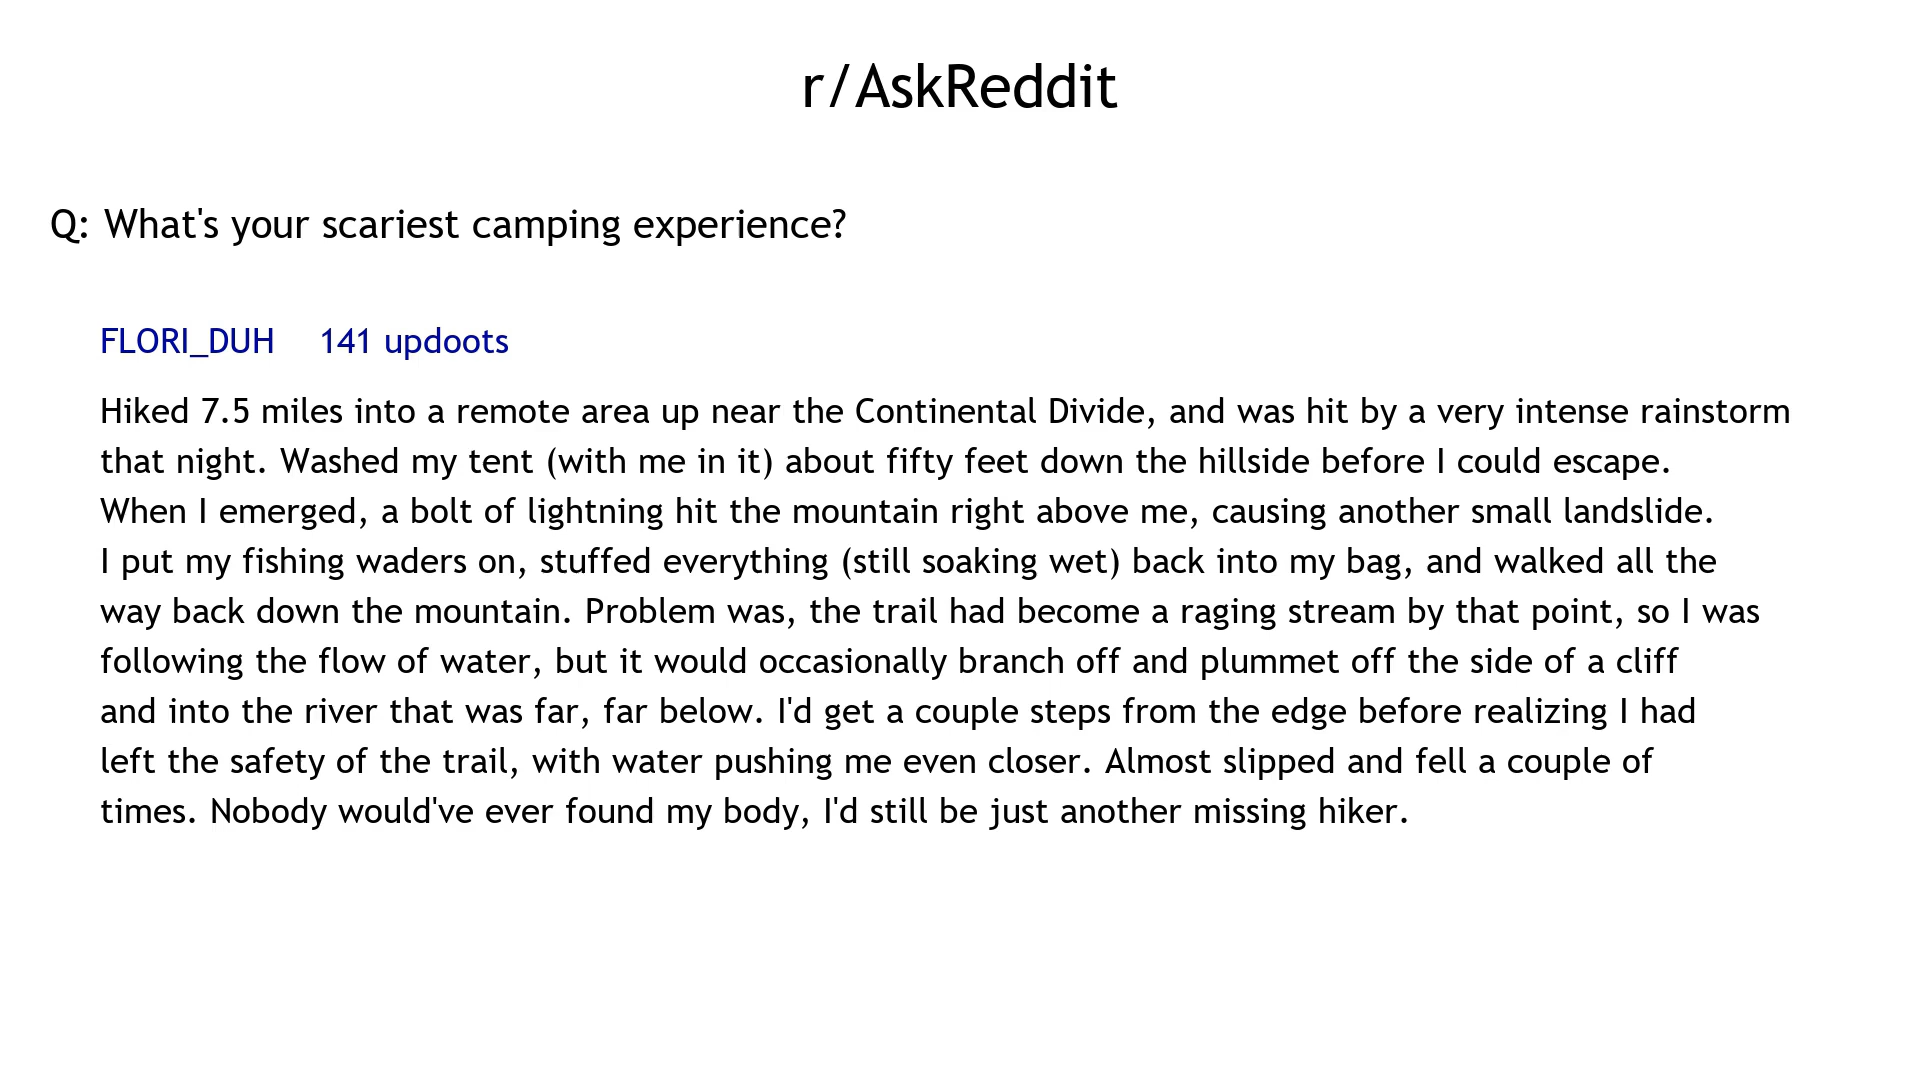 r/AskReddit
Q: What's your scariest camping experience?
FLORI_DUH 141 updoots
Hiked 7.5 miles into a remote area up near the Continental Divide, and was hit by a very intense rainstorm
that night. Washed my tent (with me in it) about fifty feet down the hillside before I could escape.
When I emerged, a bolt of lightning hit the mountain right above me, causing another small landslide.
I put my fishing waders on, stuffed everything (still soaking wet) back into my bag, and walked all the
way back down the mountain. Problem was, the trail had become a raging stream by that point, so I was
following the flow of water, but it would occasionally branch off and plummet off the side of a cliff
and into the river that was far, far below. I'd get a couple steps from the edge before realizing I had
left the safety of the trail, with water pushing me even closer. Almost slipped and fell a couple of
times. Nobody would've ever found my body, I'd still be just another missing hiker.